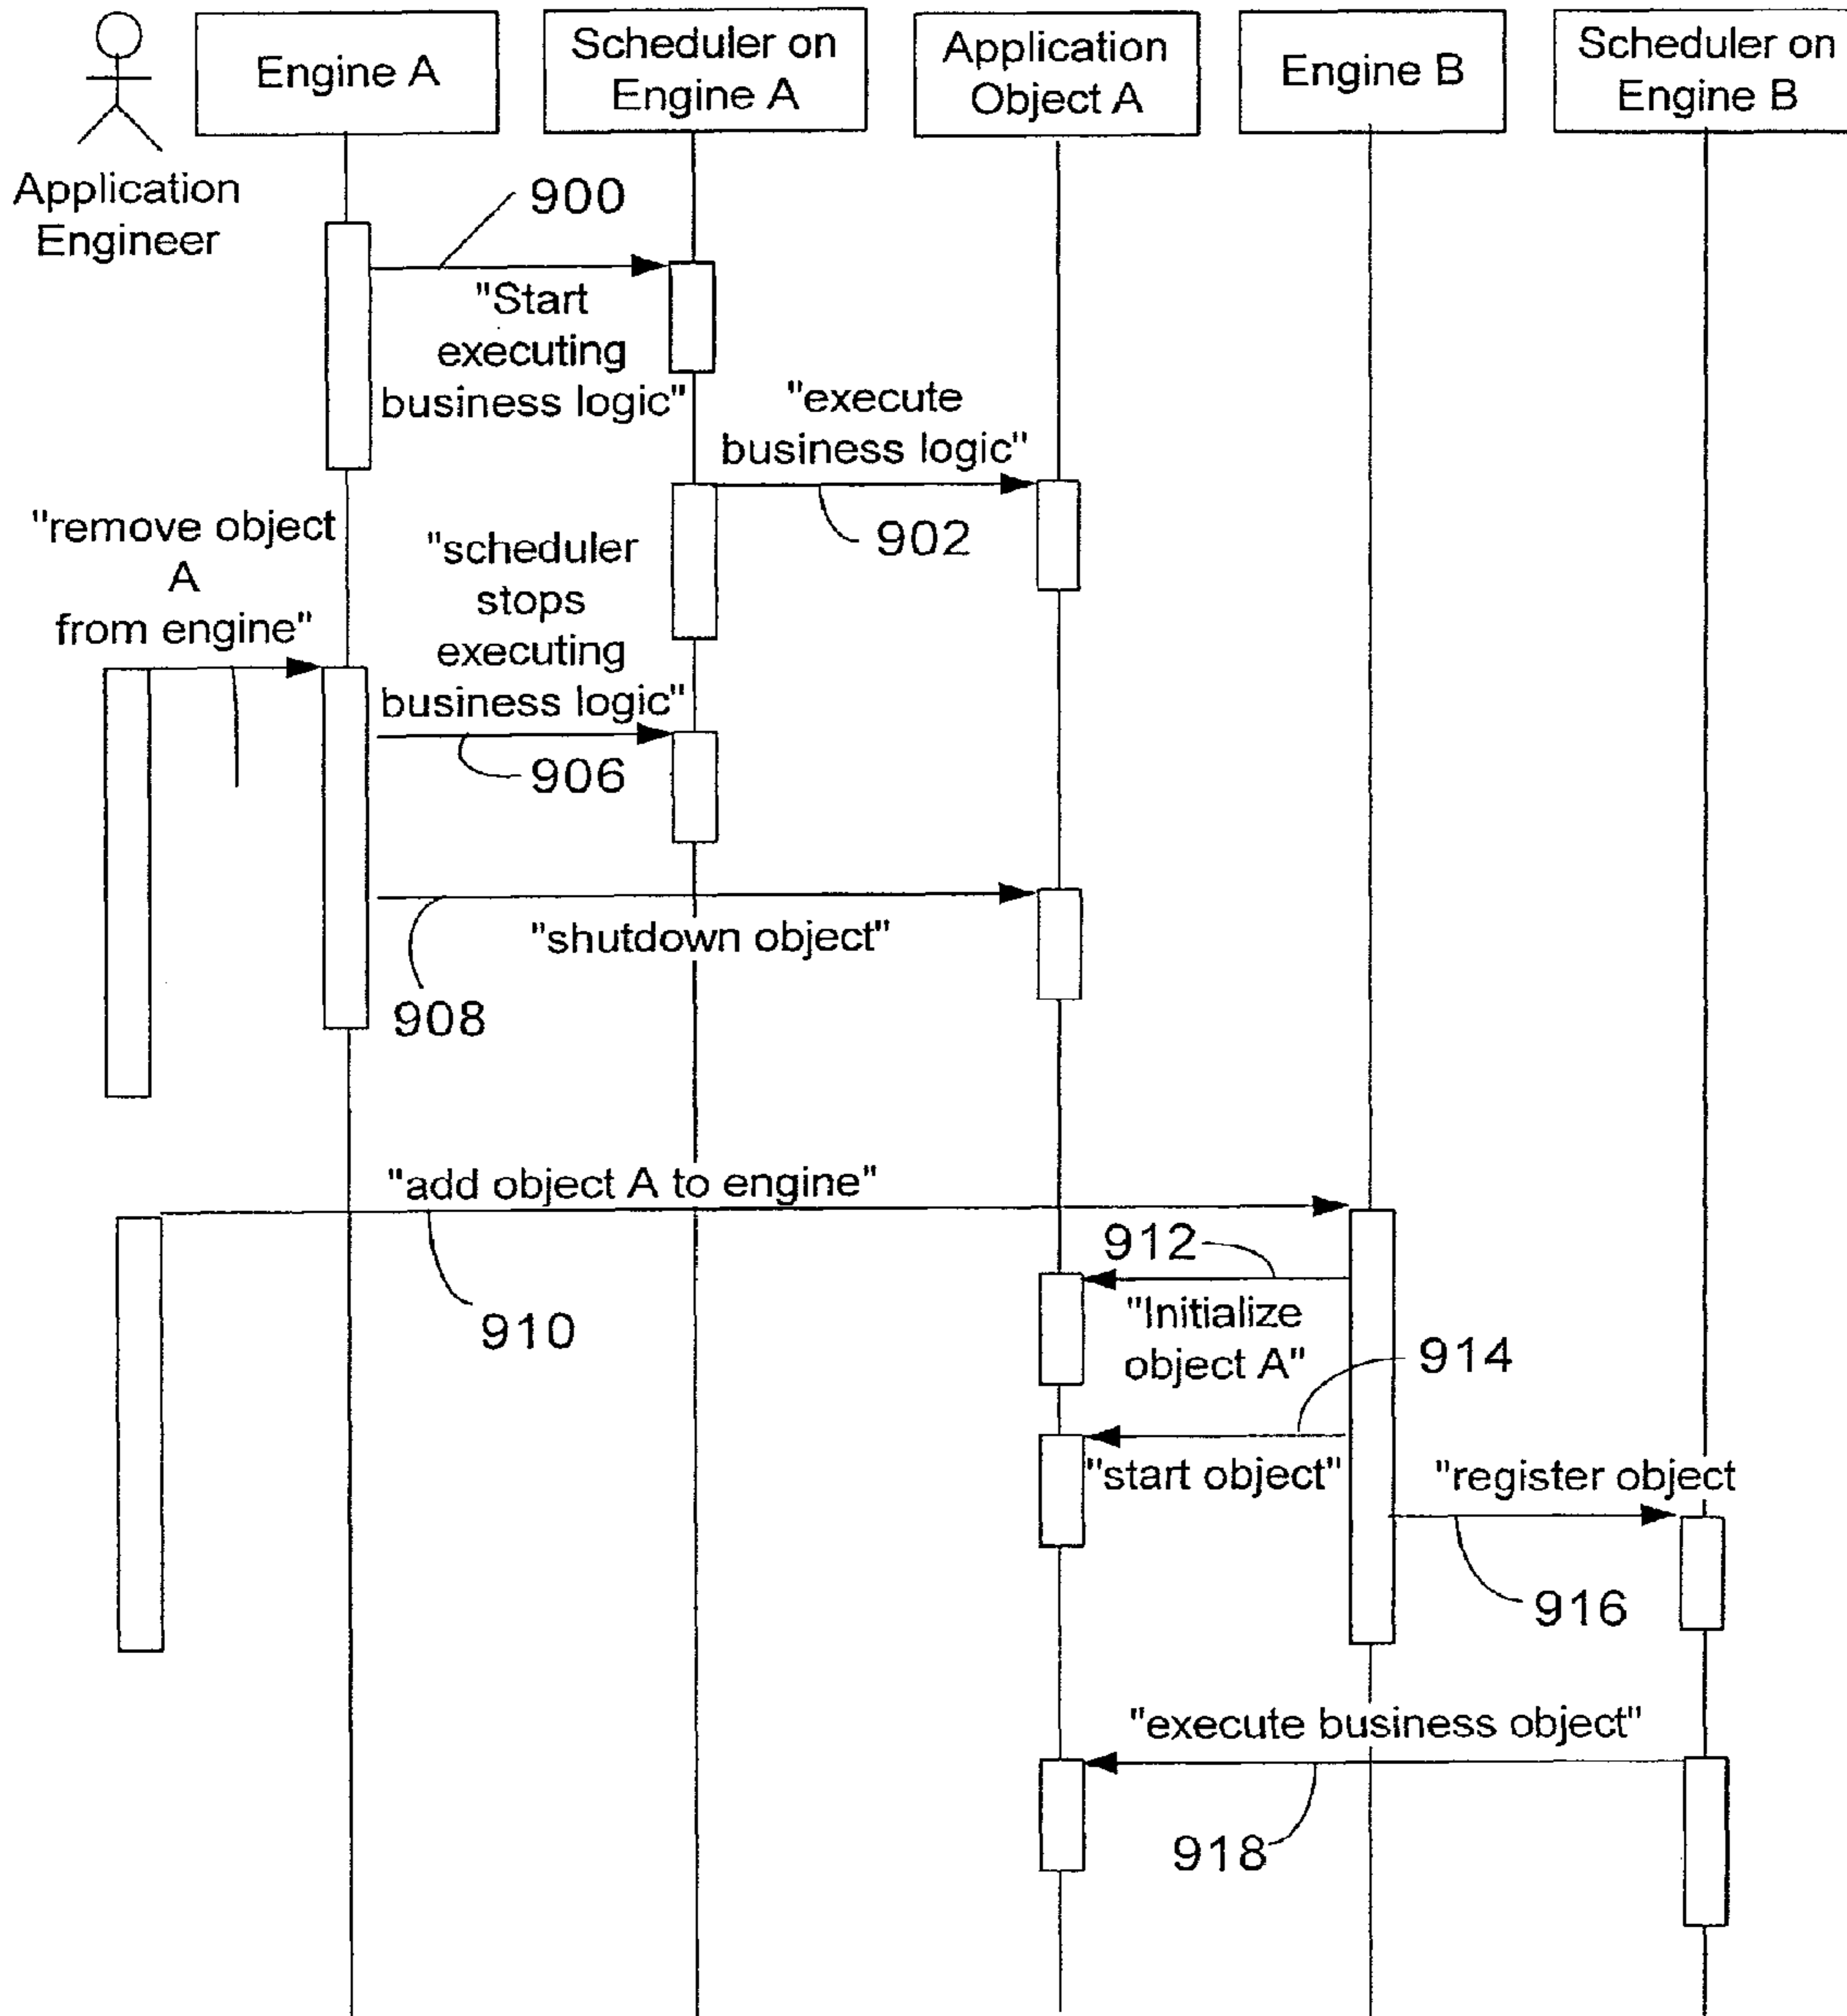 Engine A
Scheduler on
Engine A
Application
Object A
Engine B
Scheduler on
Engine B
Application
Engineer
900
"Start
executing
business logic"
"execute
business logic"
902
"remove object
A
from engine"
"scheduler
stops
executing
business logic"
906
"shutdown object"
908
"add object A to engine"
910
912
"Initialize
object A"
914
"start object"
"register object
916
"execute business object"
918